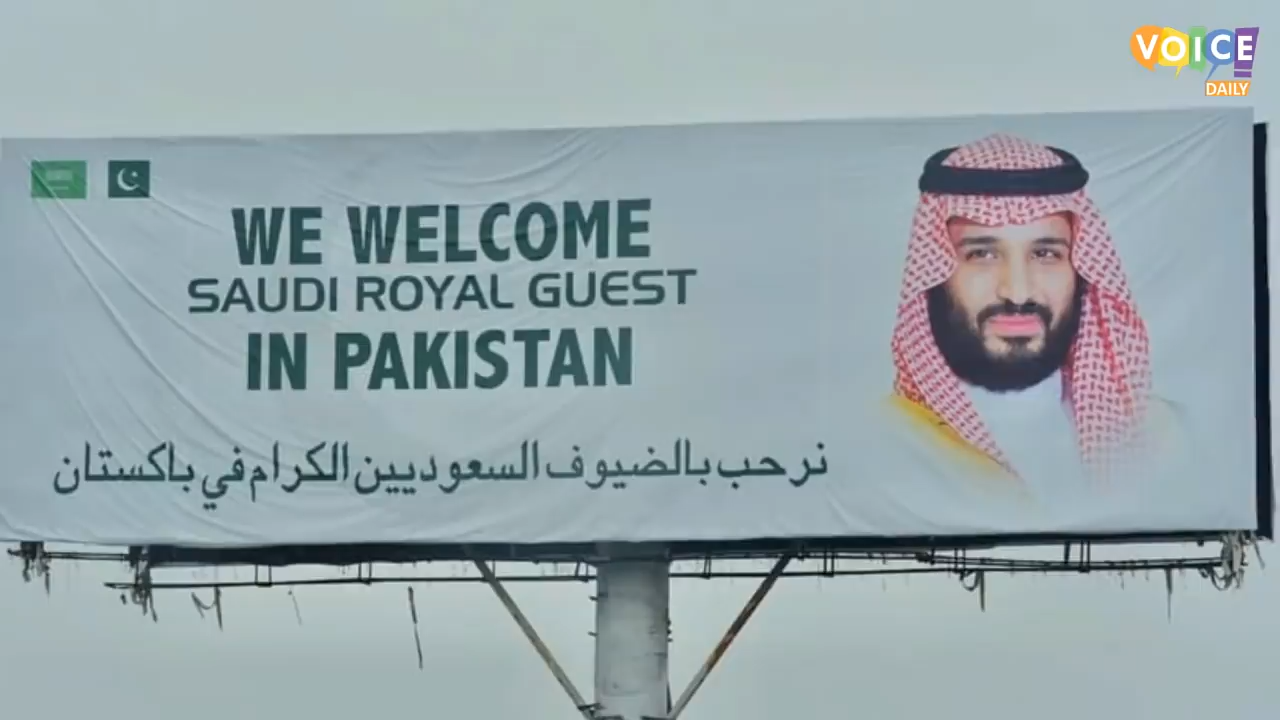 VOICE!
DAILY
WE WELCOME
SAUDI ROYAL GUEST
IN PAKISTAN
نرحب بالضيوف السعوديين الكرام في باكستان